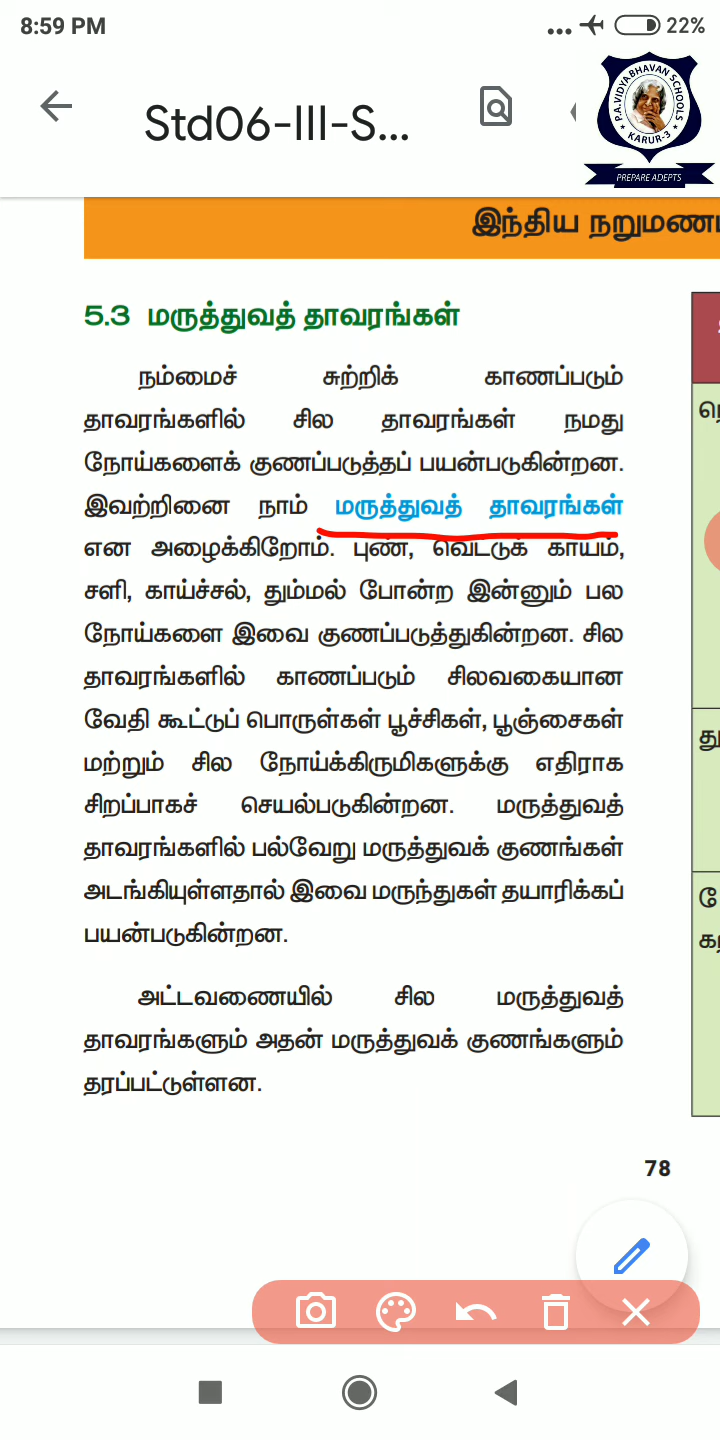 8:59 PM
22%
Std06-III-S...
P.A.VIDYA BHAVAN SCHOOLS
KARUR-3
PREPARE ADEPTS
இந்திய நறுமணப்
5.3 மருத்துவத் தாவரங்கள்
நம்மைச் சுற்றிக் காணப்படும்
தாவரங்களில் சில தாவரங்கள் நமது
நோய்களைக் குணப்படுத்தப் பயன்படுகின்றன.
இவற்றினை நாம் மருத்துவத் தாவரங்கள்
என அழைக்கிறோம். புண், வெட்டுக் காயம்,
சளி, காய்ச்சல், தும்மல் போன்ற இன்னும் பல
நோய்களை இவை குணப்படுத்துகின்றன. சில
தாவரங்களில் காணப்படும் சிலவகையான
வேதி கூட்டுப் பொருள்கள் பூச்சிகள், பூஞ்சைகள்
மற்றும் சில நோய்க்கிருமிகளுக்கு எதிராக
சிறப்பாகச் செயல்படுகின்றன. மருத்துவத்
தாவரங்களில் பல்வேறு மருத்துவக் குணங்கள்
அடங்கியுள்ளதால் இவை மருந்துகள் தயாரிக்கப்
பயன்படுகின்றன.
அட்டவணையில் சில மருத்துவத்
தாவரங்களும் அதன் மருத்துவக் குணங்களும்
தரப்பட்டுள்ளன.
து
78